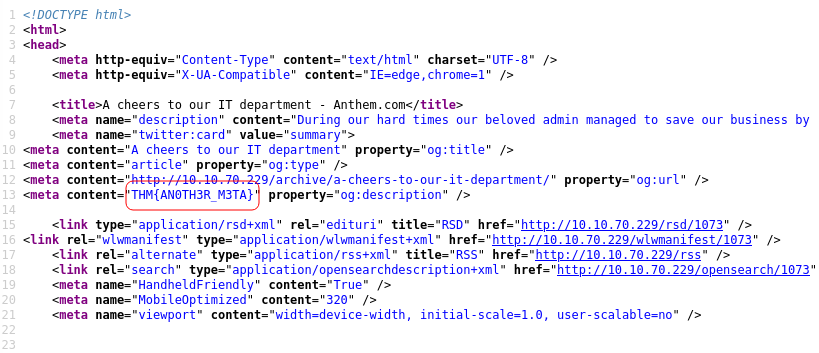 1 <!DOCTYPE html>
2 <html>
3 <head>
4 <meta http-equiv="Content-Type" content="text/html" charset="UTF-8" />
5 <meta http-equiv="X-UA-Compatible" content="IE=edge,chrome=1" />
6
7 <title>A cheers to our IT department - Anthem.com</title>
8 <meta name="description" content="During our hard times our beloved admin managed to save our business by
9 <meta name="twitter:card" value="summary">
10 <meta content="A cheers to our IT department" property="og:title" />
11 <meta content="article" property="og:type" />
12 <meta content="http://10.10.70.229/archive/a-cheers-to-our-it-department/" property="og:url" />
13 <meta content="THM{AN0TH3R_M3TA}" property="og:description" />
14
15 <link type="application/rsd+xml" rel="edituri" title="RSD" href="http://10.10.70.229/rsd/1073" />
16 <link rel="wlwmanifest" type="application/wlwmanifest+xml" href="http://10.10.70.229/wlwmanifest/1073" />
17 <link rel="alternate" type="application/rss+xml" title="RSS" href="http://10.10.70.229/rss" />
18 <link rel="search" type="application/opensearchdescription+xml" href="http://10.10.70.229/opensearch/1073"
19 <meta name="HandheldFriendly" content="True" />
20 <meta name="MobileOptimized" content="320" />
21 <meta name="viewport" content="width=device-width, initial-scale=1.0, user-scalable=no" />
22
23